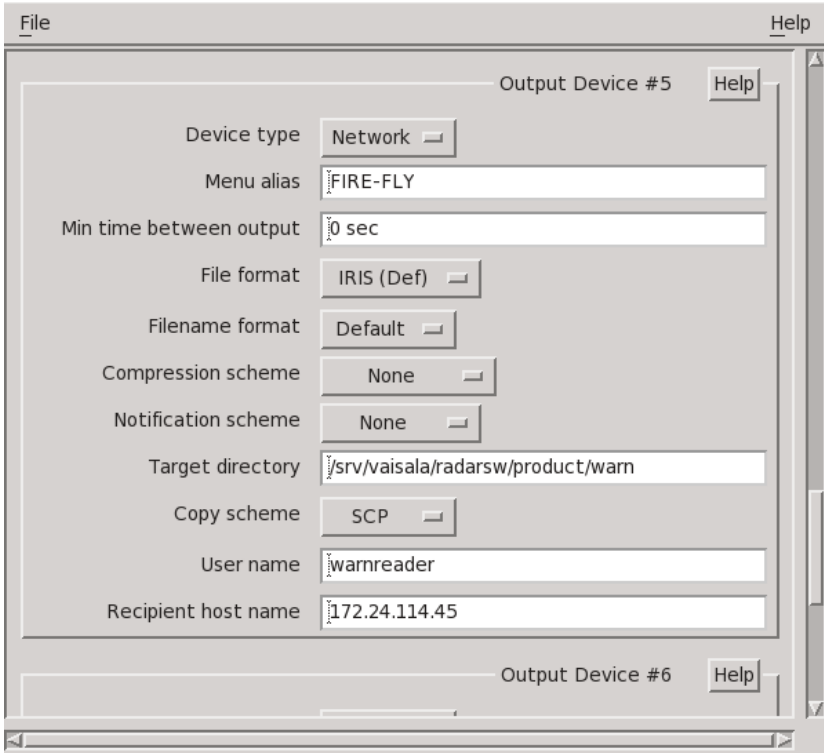 File Help
Output Device #5 Help
Device type Network
Menu alias FIRE-FLY
Min time between output 0 sec
File format IRIS (Def)
Filename format Default
Compression scheme None
Notification scheme None
Target directory /srv/vaisala/radarsw/product/warn
Copy scheme SCP
User name warnreader
Recipient host name 172.24.114.45
Output Device #6 Help